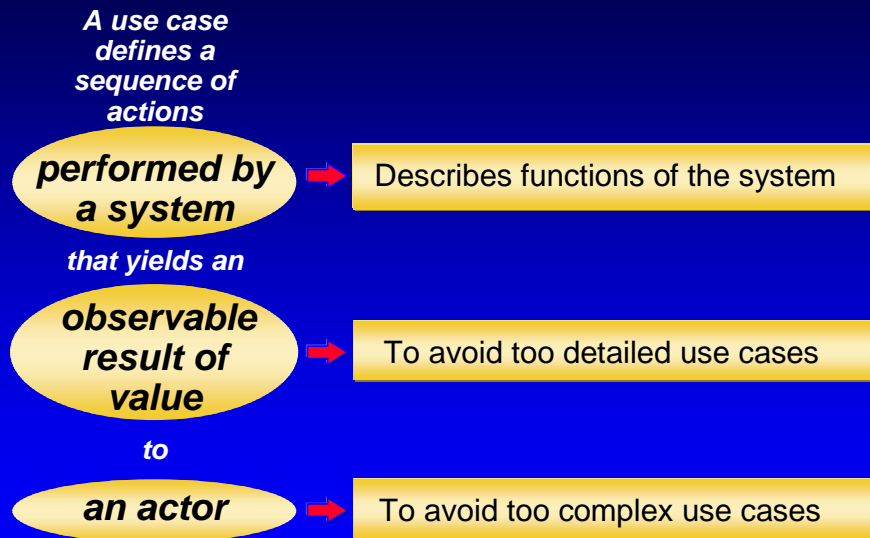 A use case
defines a
sequence of
actions
performed by
a system
Describes functions of the system
that yields an
observable
result of
value
To avoid too detailed use cases
to
an actor
To avoid too complex use cases